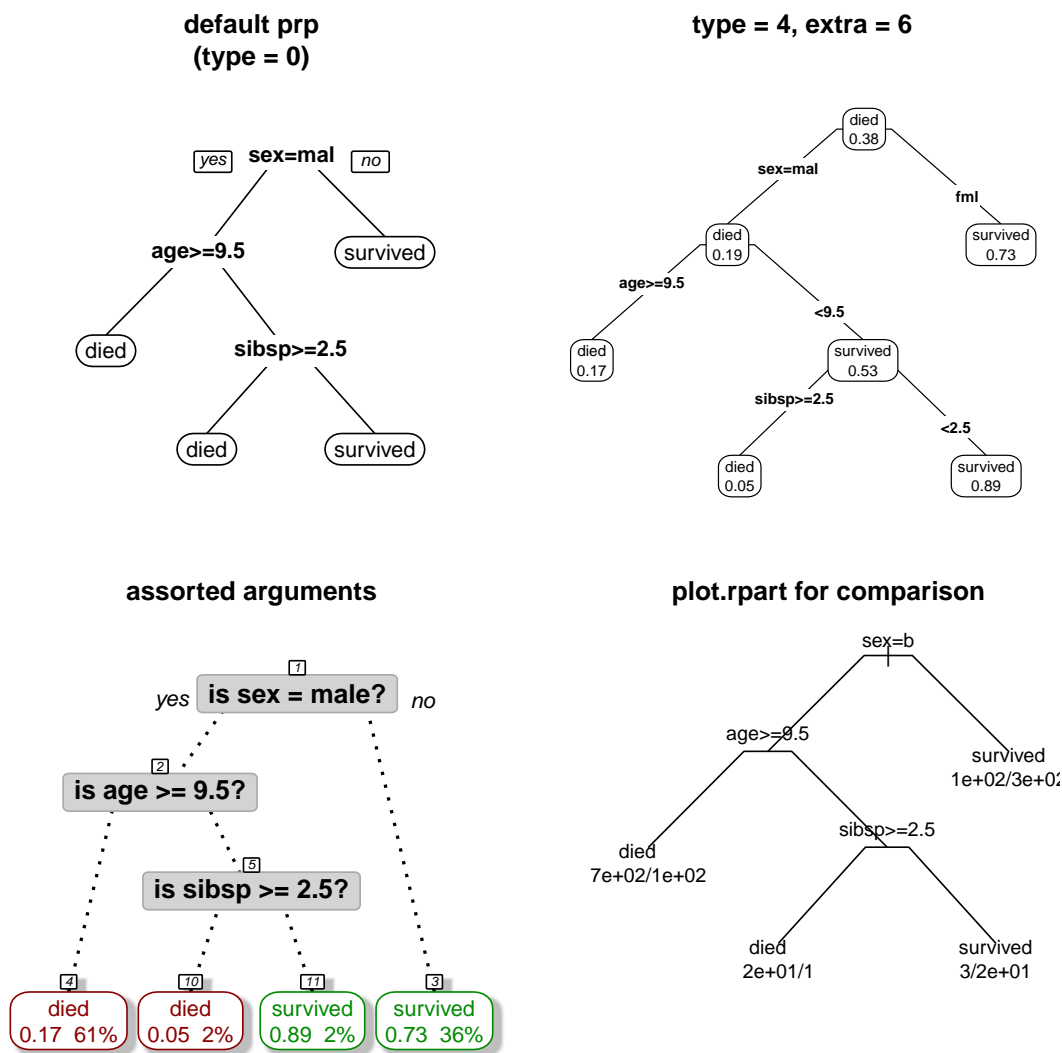 default prp
(type = 0)
yes sex=mal no
age>=9.5 survived
died sibsp>=2.5
died survived
type = 4, extra = 6
died
0.38
sex=mal
fml
died
0.19
survived
0.73
age>=9.5
<9.5
died
0.17
survived
0.53
sibsp>=2.5
<2.5
died
0.05
survived
0.89
assorted arguments
1
yes is sex = male? no
2
is age >= 9.5?
5
is sibsp >= 2.5?
4 10 11 3
died died survived survived
0.17 61% 0.05 2% 0.89 2% 0.73 36%
plot.rpart for comparison
sex=b
age>=9.5
survived
1e+02/3e+02
sibsp>=2.5
died
7e+02/1e+02
died survived
2e+01/1 3/2e+01